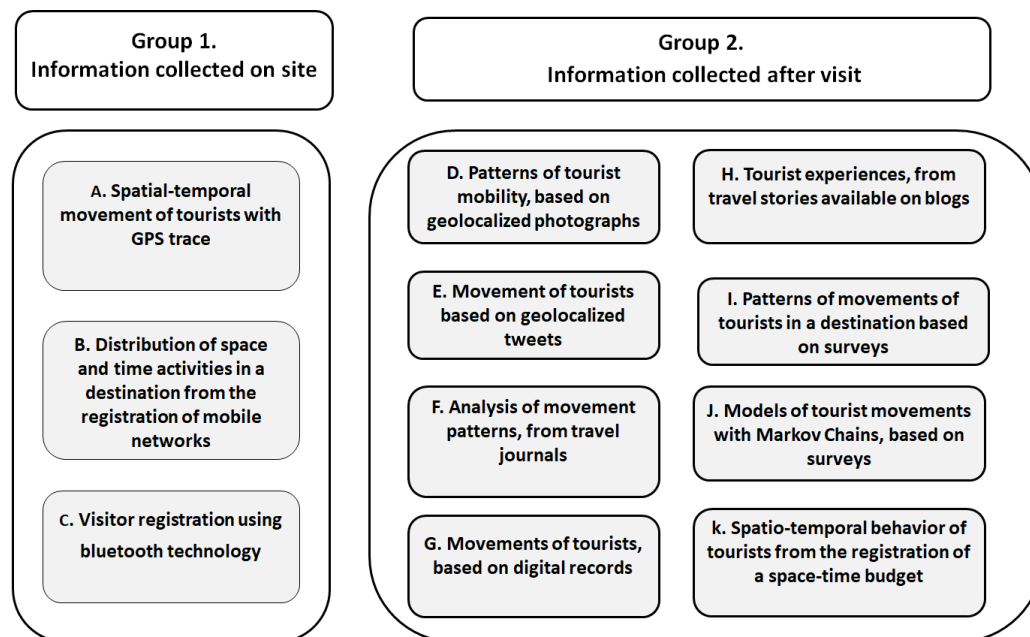 Group 1.
Information collected on site
Group 2.
Information collected after visit
A. Spatial-temporal
movement of tourists with
GPS trace
B. Distribution of space
and time activities in a
destination from the
registration of mobile
networks
C. Visitor registration using
bluetooth technology
D. Patterns of tourist
mobility, based on
geolocalized photographs
E. Movement of tourists
based on geolocalized
tweets
F. Analysis of movement
patterns, from travel
journals
G. Movements of tourists,
based on digital records
H. Tourist experiences, from
travel stories available on blogs
I. Patterns of movements of
tourists in a destination based
on surveys
J. Models of tourist movements
with Markov Chains, based on
surveys
k. Spatio-temporal behavior of
tourists from the registration of
a space-time budget